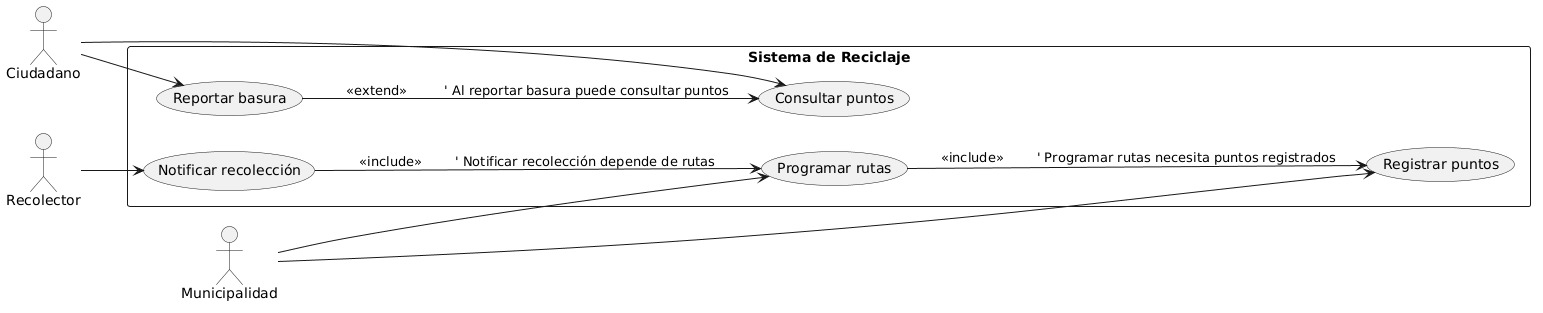 Sistema de Reciclaje
Ciudadano
Reportar basura
«extend» ' Al reportar basura puede consultar puntos
Consultar puntos
Recolector
Notificar recolección
«include» ' Notificar recolección depende de rutas
Programar rutas
«include» ' Programar rutas necesita puntos registrados
Registrar puntos
Municipalidad